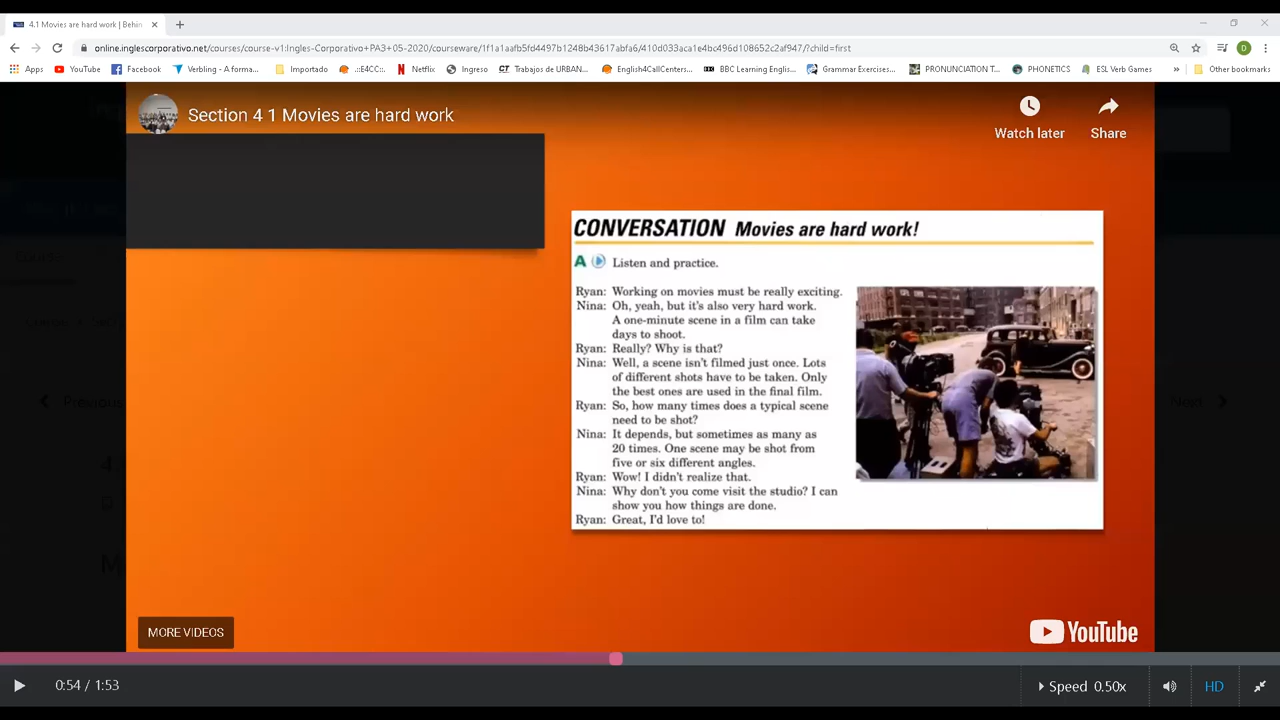 4.1 Movies are hard work | Behin
online.inglescorporativo.net/courses/course-v1:Ingles-Corporativo+PA3+05-2020/courseware/1f1a1aafb5fd4497b1248b43617abfa6/410d033aca1e4bc496d108652c2af947/?child=first
D
Apps YouTube Facebook Verbling - A forma... Importado .::E4CC::. Netflix Ingreso CT Trabajos de URBAN... English4CallCenters... BBC Learning English... Grammar Exercises... PRONUNCIATION T... PHONETICS ESL Verb Games » Other bookmarks
Section 4 1 Movies are hard work
Watch later
Share
CONVERSATION Movies are hard work!
A Listen and practice.
Ryan: Working on movies must be really exciting.
Nina: Oh, yeah, but it's also very hard work.
A one-minute scene in a film can take
days to shoot.
Ryan: Really? Why is that?
Nina: Well, a scene isn't filmed just once. Lots
of different shots have to be taken. Only
the best ones are used in the final film.
Ryan: So, how many times does a typical scene
need to be shot?
Nina: It depends, but sometimes as many as
20 times. One scene may be shot from
five or six different angles.
Ryan: Wow! I didn't realize that.
Nina: Why don't you come visit the studio? I can
show you how things are done.
Ryan: Great, I'd love to!
Previous
Next
MORE VIDEOS
YouTube
0:54 / 1:53
Speed 0.50x
HD